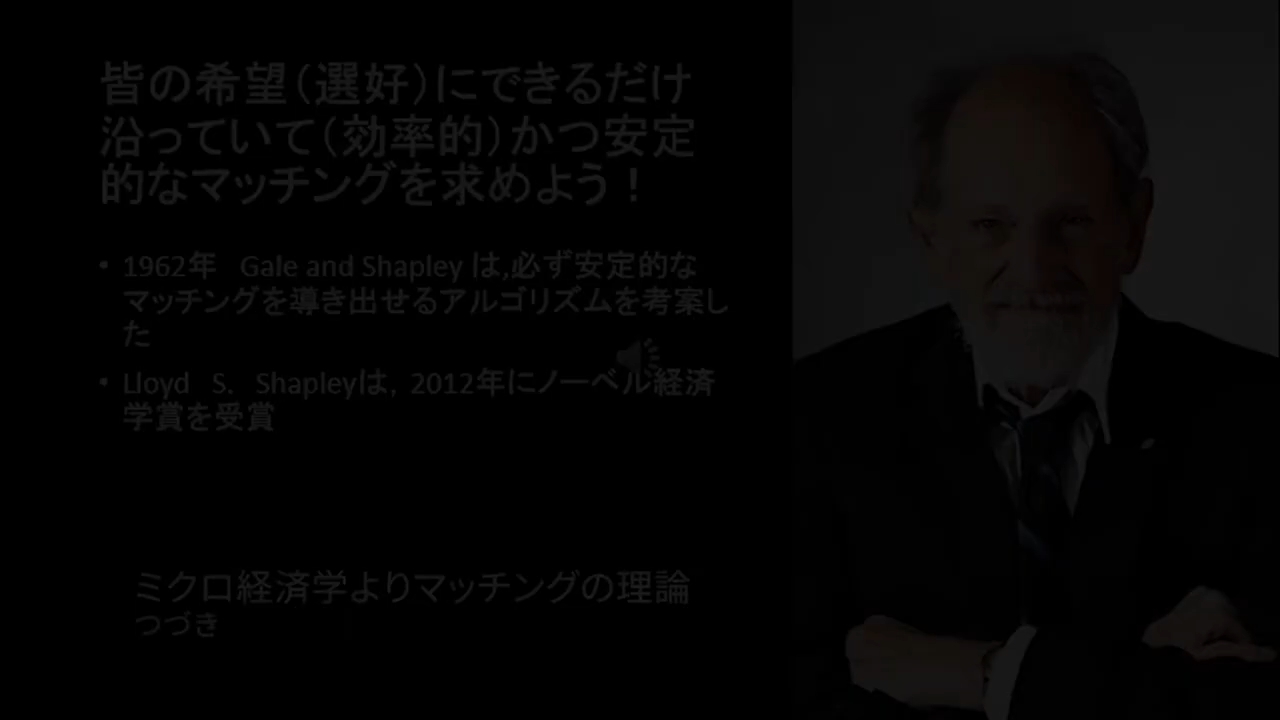 皆の希望（選好）にできるだけ
沿っていて（効率的）かつ安定
的なマッチングを求めよう！
• 1962年　Gale and Shapley は,必ず安定的な
マッチングを導き出せるアルゴリズムを考案し
た
• Lloyd　S.　Shapleyは，2012年にノーベル経済
学賞を受賞
ミクロ経済学よりマッチングの理論
つづき